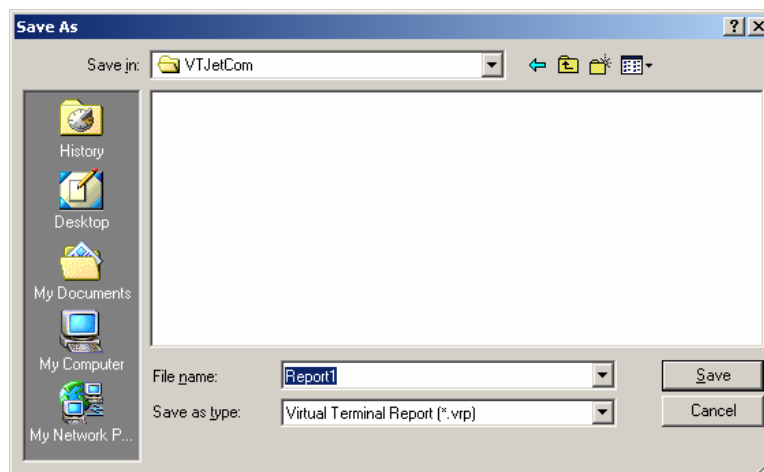 Save As
Save in: VTJetCom
History
Desktop
My Documents
My Computer
My Network P...
File name: Report1
Save
Save as type: Virtual Terminal Report (*.vrp)
Cancel